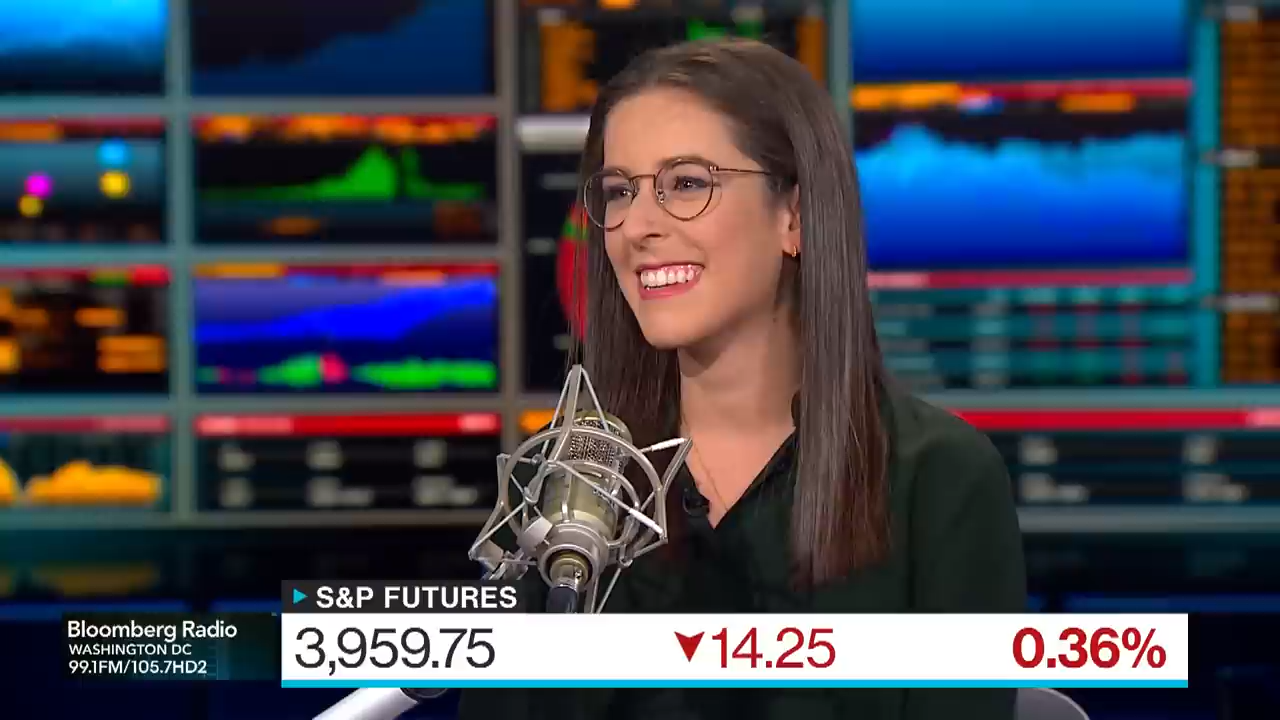 S&P FUTURES
Bloomberg Radio
WASHINGTON DC
99.1FM/105.7HD2
3,959.75 14.25 0.36%